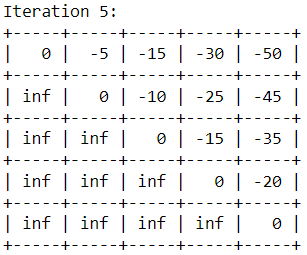 Iteration 5:
+-----+-----+-----+-----+-----+
|   0 |  -5 | -15 | -30 | -50 |
+-----+-----+-----+-----+-----+
| inf |   0 | -10 | -25 | -45 |
+-----+-----+-----+-----+-----+
| inf | inf |   0 | -15 | -35 |
+-----+-----+-----+-----+-----+
| inf | inf | inf |   0 | -20 |
+-----+-----+-----+-----+-----+
| inf | inf | inf | inf |   0 |
+-----+-----+-----+-----+-----+